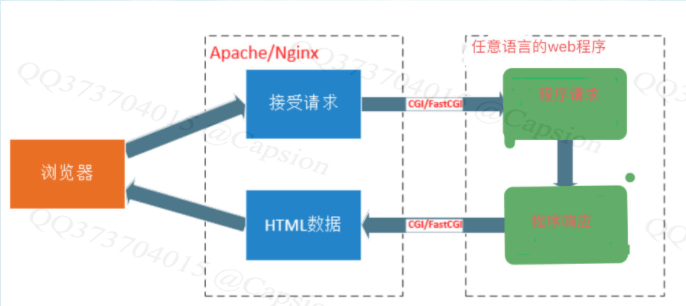 Apache/Nginx
任意语言的web程序
接受请求
CGI/FastCGI
程序请求
浏览器
HTML数据
CGI/FastCGI
程序响应
QQ373704015 @Capsion
QQ373704015 @Capsion